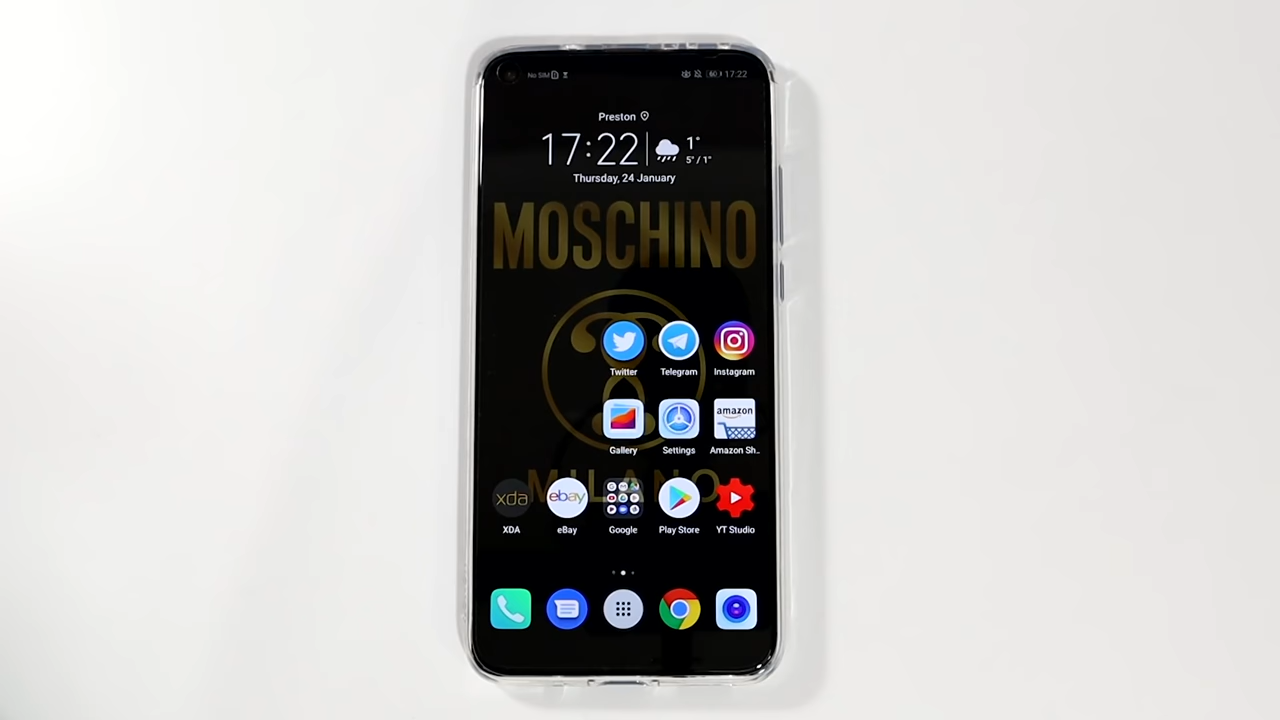 No SIM 60 17:22
Preston
17:22 1°
5° / 1°
Thursday, 24 January
MOSCHINO
Twitter Telegram Instagram
amazon
Gallery Settings Amazon Sh..
MILANO
xda ebay
XDA eBay Google Play Store YT Studio